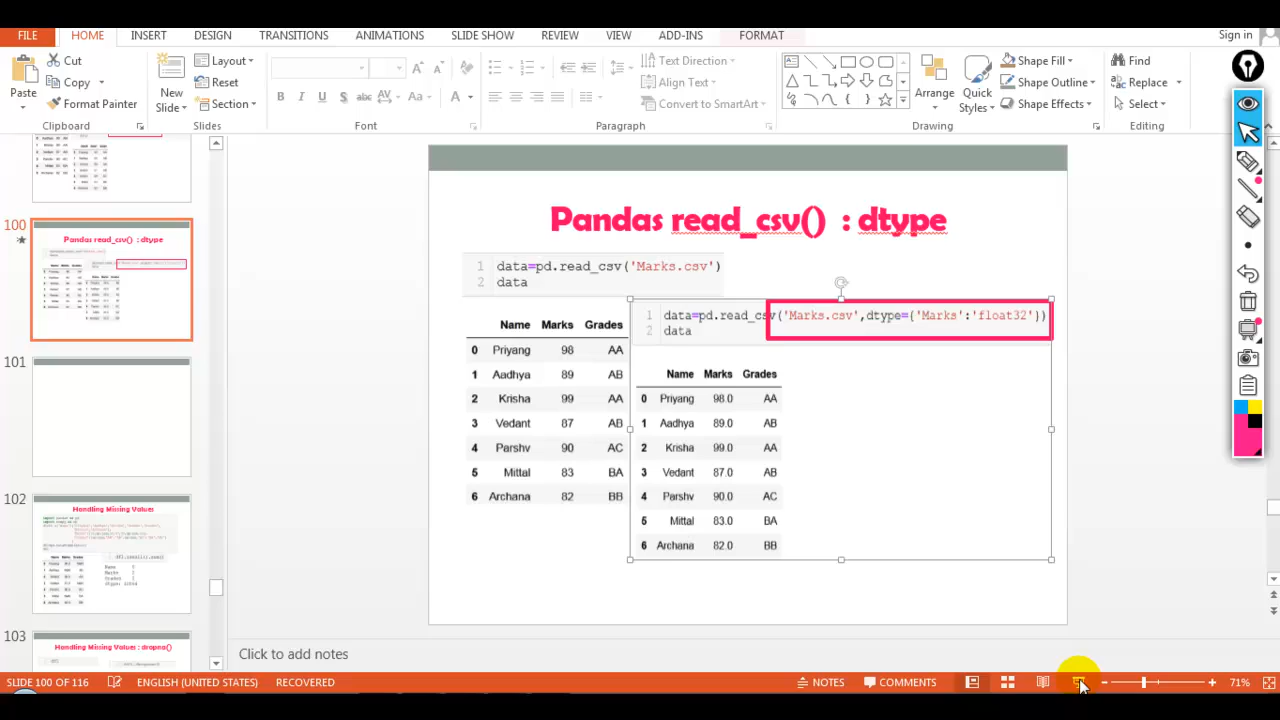 Sign in
FILE HOME INSERT DESIGN TRANSITIONS ANIMATIONS SLIDE SHOW REVIEW VIEW ADD-INS FORMAT
Paste
Cut
Copy
Format Painter
Clipboard
New
Slide
Layout
Reset
Section
Slides
B I U S abc AV Aa A
Font
Text Direction
Align Text
Convert to SmartArt
Paragraph
Arrange
Quick
Styles
Shape Fill
Shape Outline
Shape Effects
Drawing
Find
Replace
Select
Editing
100
Pandas read_csv() : dtype
101
102
Handling Missing Values
103
Handling Missing Values : dropna()
Pandas read_csv() : dtype
1 data=pd.read_csv('Marks.csv')
2 data
Name Marks Grades
0 Priyang 98 AA
1 Aadhya 89 AB
2 Krisha 99 AA
3 Vedant 87 AB
4 Parshv 90 AC
5 Mittal 83 BA
6 Archana 82 BB
1 data=pd.read_csv('Marks.csv',dtype={'Marks':'float32'})
2 data
Name Marks Grades
0 Priyang 98.0 AA
1 Aadhya 89.0 AB
2 Krisha 99.0 AA
3 Vedant 87.0 AB
4 Parshv 90.0 AC
5 Mittal 83.0 BA
6 Archana 82.0 BB
Click to add notes
SLIDE 100 OF 116 ENGLISH (UNITED STATES) RECOVERED NOTES COMMENTS 71%